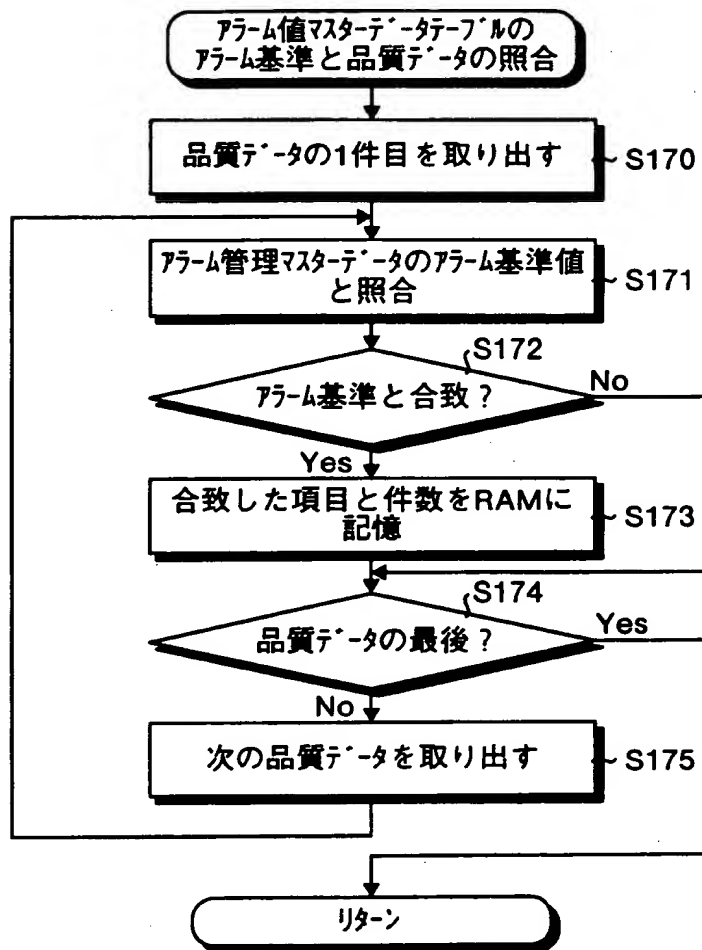 アラーム値マスターデータテーブルの
アラーム基準と品質データの照合
品質データの1件目を取り出す
S170
アラーム管理マスターデータのアラーム基準値
と照合
S171
S172
アラーム基準と合致？
No
Yes
合致した項目と件数をRAMに
記憶
S173
S174
品質データの最後？
Yes
No
次の品質データを取り出す
S175
リターン